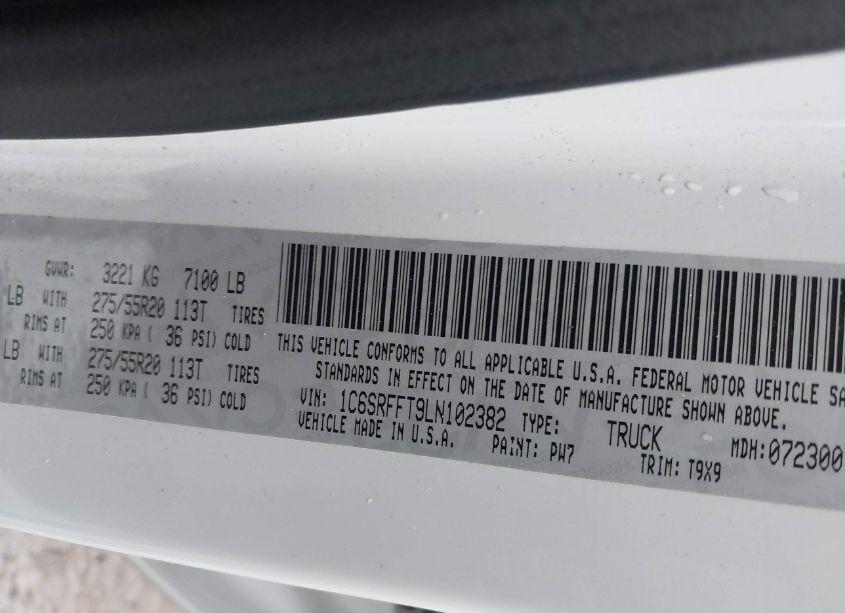 GVWR: 3221 KG 7100 LB
LB WITH 275/55R20 113T TIRES
RIMS AT 250 KPA ( 36 PSI) COLD
LB WITH 275/55R20 113T TIRES
RIMS AT 250 KPA ( 36 PSI) COLD
THIS VEHICLE CONFORMS TO ALL APPLICABLE U.S.A. FEDERAL MOTOR VEHICLE SA
STANDARDS IN EFFECT ON THE DATE OF MANUFACTURE SHOWN ABOVE.
VIN: 1C6SRFFT9LN102382 TYPE: TRUCK MDH:072300
VEHICLE MADE IN U.S.A. PAINT: PW7 TRIM: T9X9